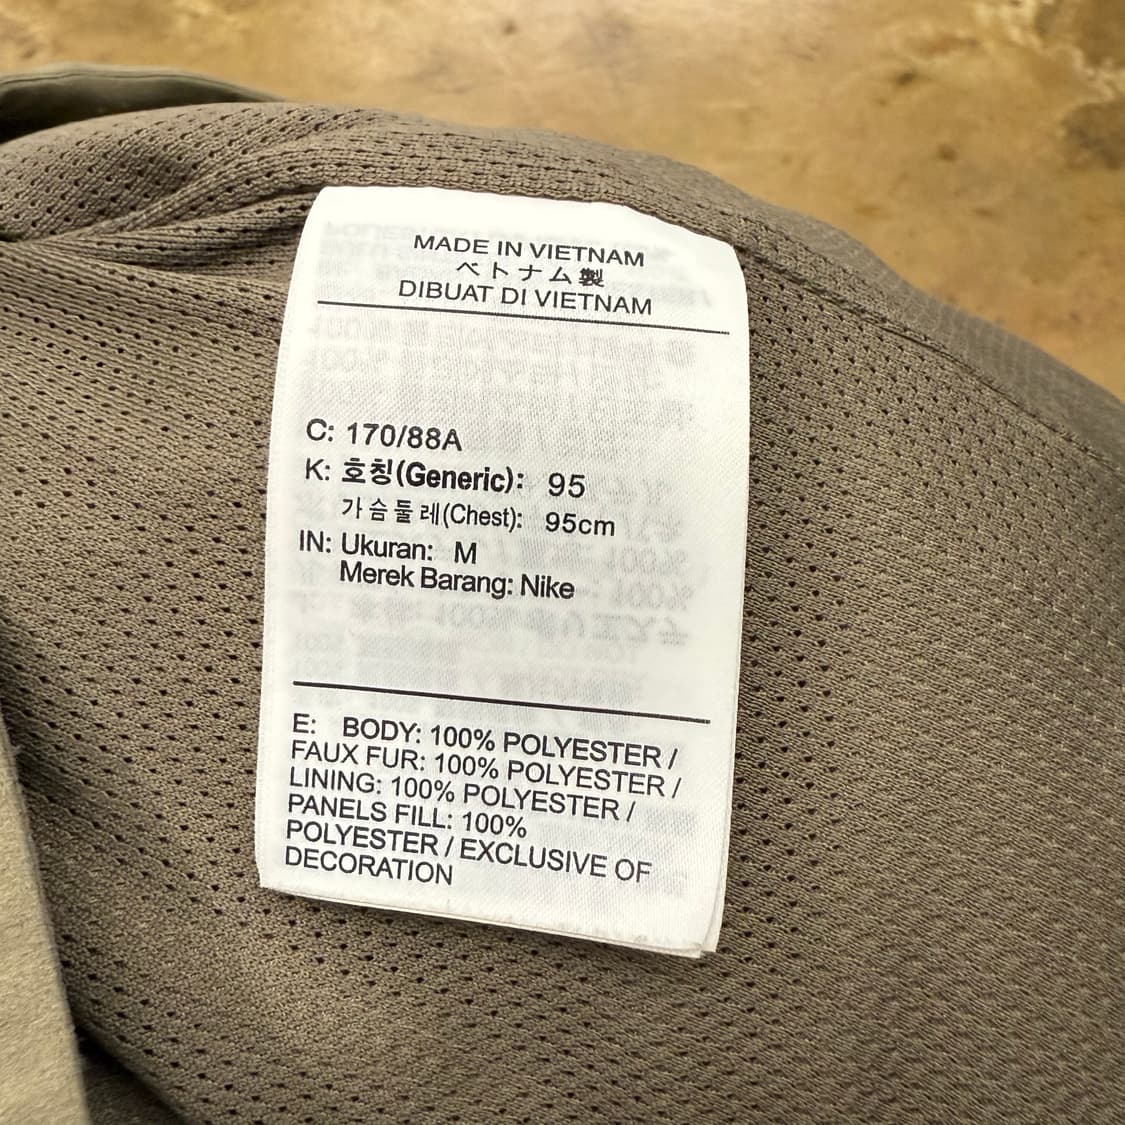 MADE IN VIETNAM
ベトナム製
DIBUAT DI VIETNAM
C: 170/88A
K: 호칭(Generic): 95
가슴둘레(Chest): 95cm
IN: Ukuran: M
Merek Barang: Nike
E: BODY: 100% POLYESTER /
FAUX FUR: 100% POLYESTER /
LINING: 100% POLYESTER /
PANELS FILL: 100%
POLYESTER / EXCLUSIVE OF
DECORATION